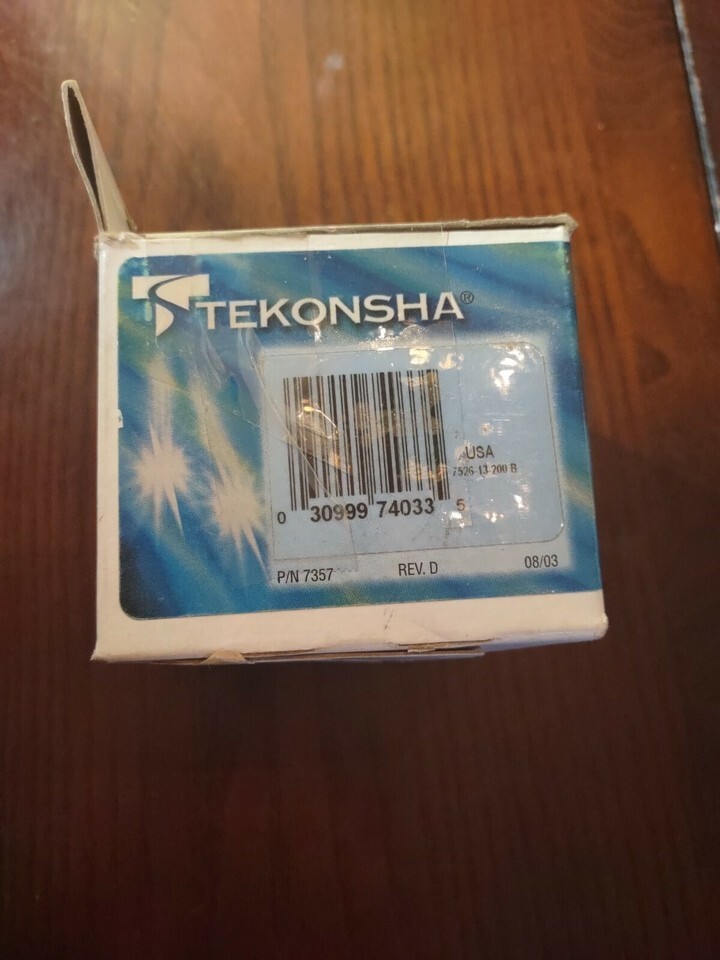 TEKONSHA®
USA
7526-13-200 B
0 30999 74033 5
P/N 7357 REV. D 08/03